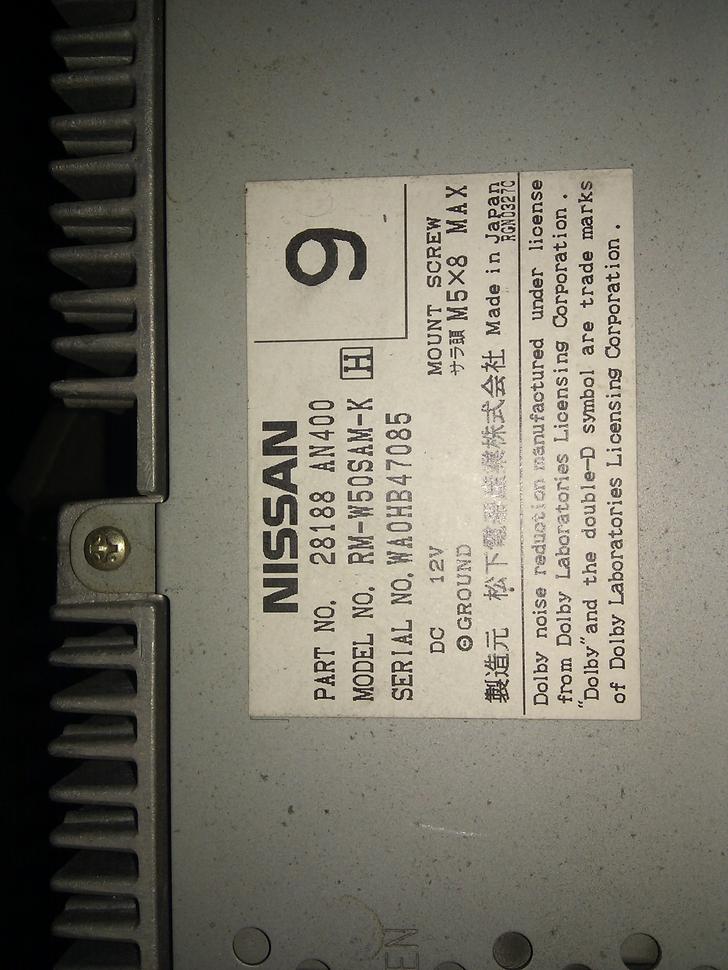 NISSAN
9
PART NO. 28188 AN400
MODEL NO. RM-W50SAM-K H
SERIAL NO. WA0HB47085
DC 12V
MOUNT SCREW
⊙GROUND
サラ頭 M5×8 MAX
製造元 松下電器産業株式会社 Made in Japan
RGN0327C
Dolby noise reduction manufactured under license
from Dolby Laboratories Licensing Corporation.
"Dolby" and the double-D symbol are trade marks
of Dolby Laboratories Licensing Corporation.